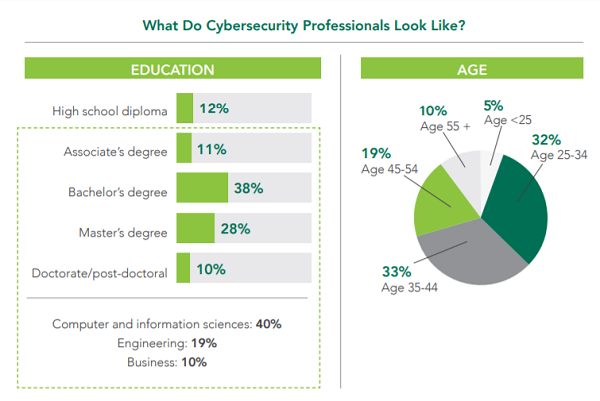 What Do Cybersecurity Professionals Look Like?
EDUCATION
High school diploma 12%
Associate's degree 11%
Bachelor's degree 38%
Master's degree 28%
Doctorate/post-doctoral 10%
Computer and information sciences: 40%
Engineering: 19%
Business: 10%
AGE
5%
Age <25
32%
Age 25-34
33%
Age 35-44
19%
Age 45-54
10%
Age 55 +